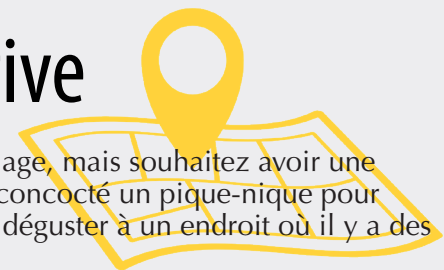 ive
age, mais souhaitez avoir une
concocté un pique-nique pour
déguster à un endroit où il y a des